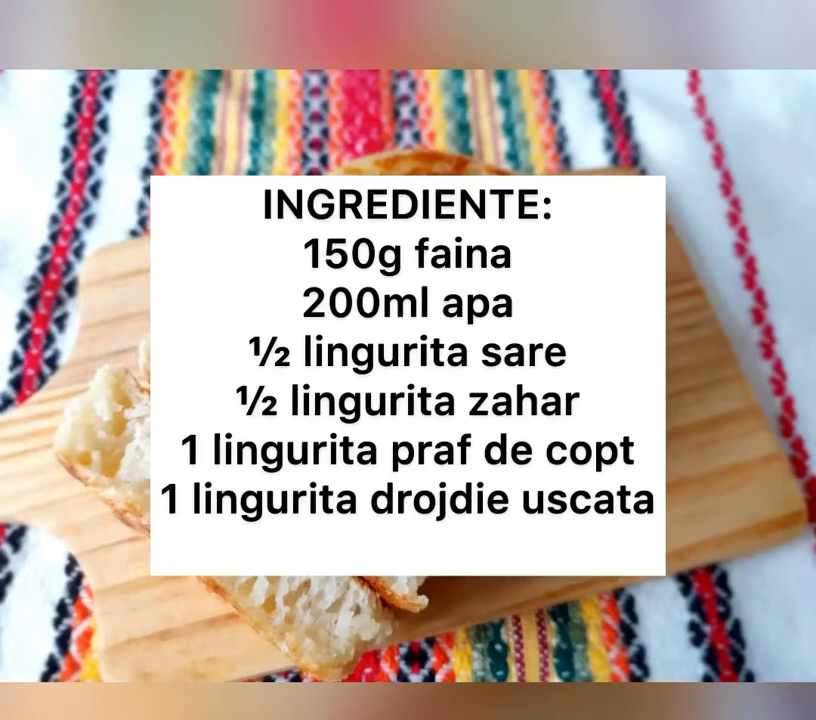 INGREDIENTE:
150g faina
200ml apa
½ lingurita sare
½ lingurita zahar
1 lingurita praf de copt
1 lingurita drojdie uscata